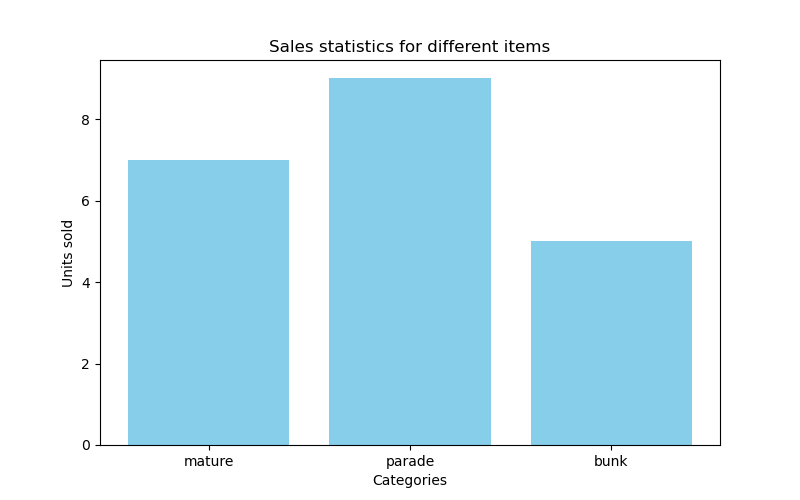 Sales statistics for different items
Units sold
8
6
4
2
0
mature parade bunk
Categories